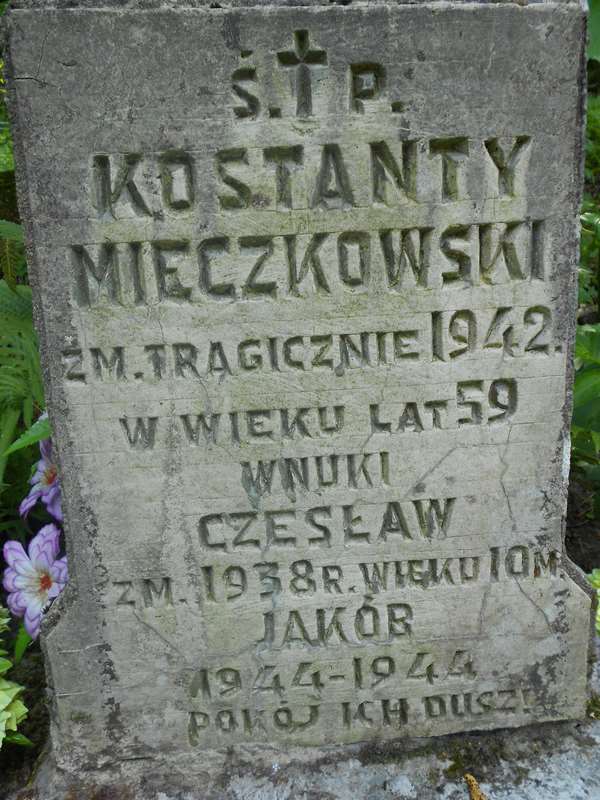 Ś. † P.
KOSTANTY
MIECZKOWSKI
ZM. TRAGICZNIE 1942.
W WIEKU LAT 59
WNUKI
CZESŁAW
ZM. 1938 R. WIEKU 10 M
JAKÓB
1944-1944
POKÓJ ICH DUSZ!